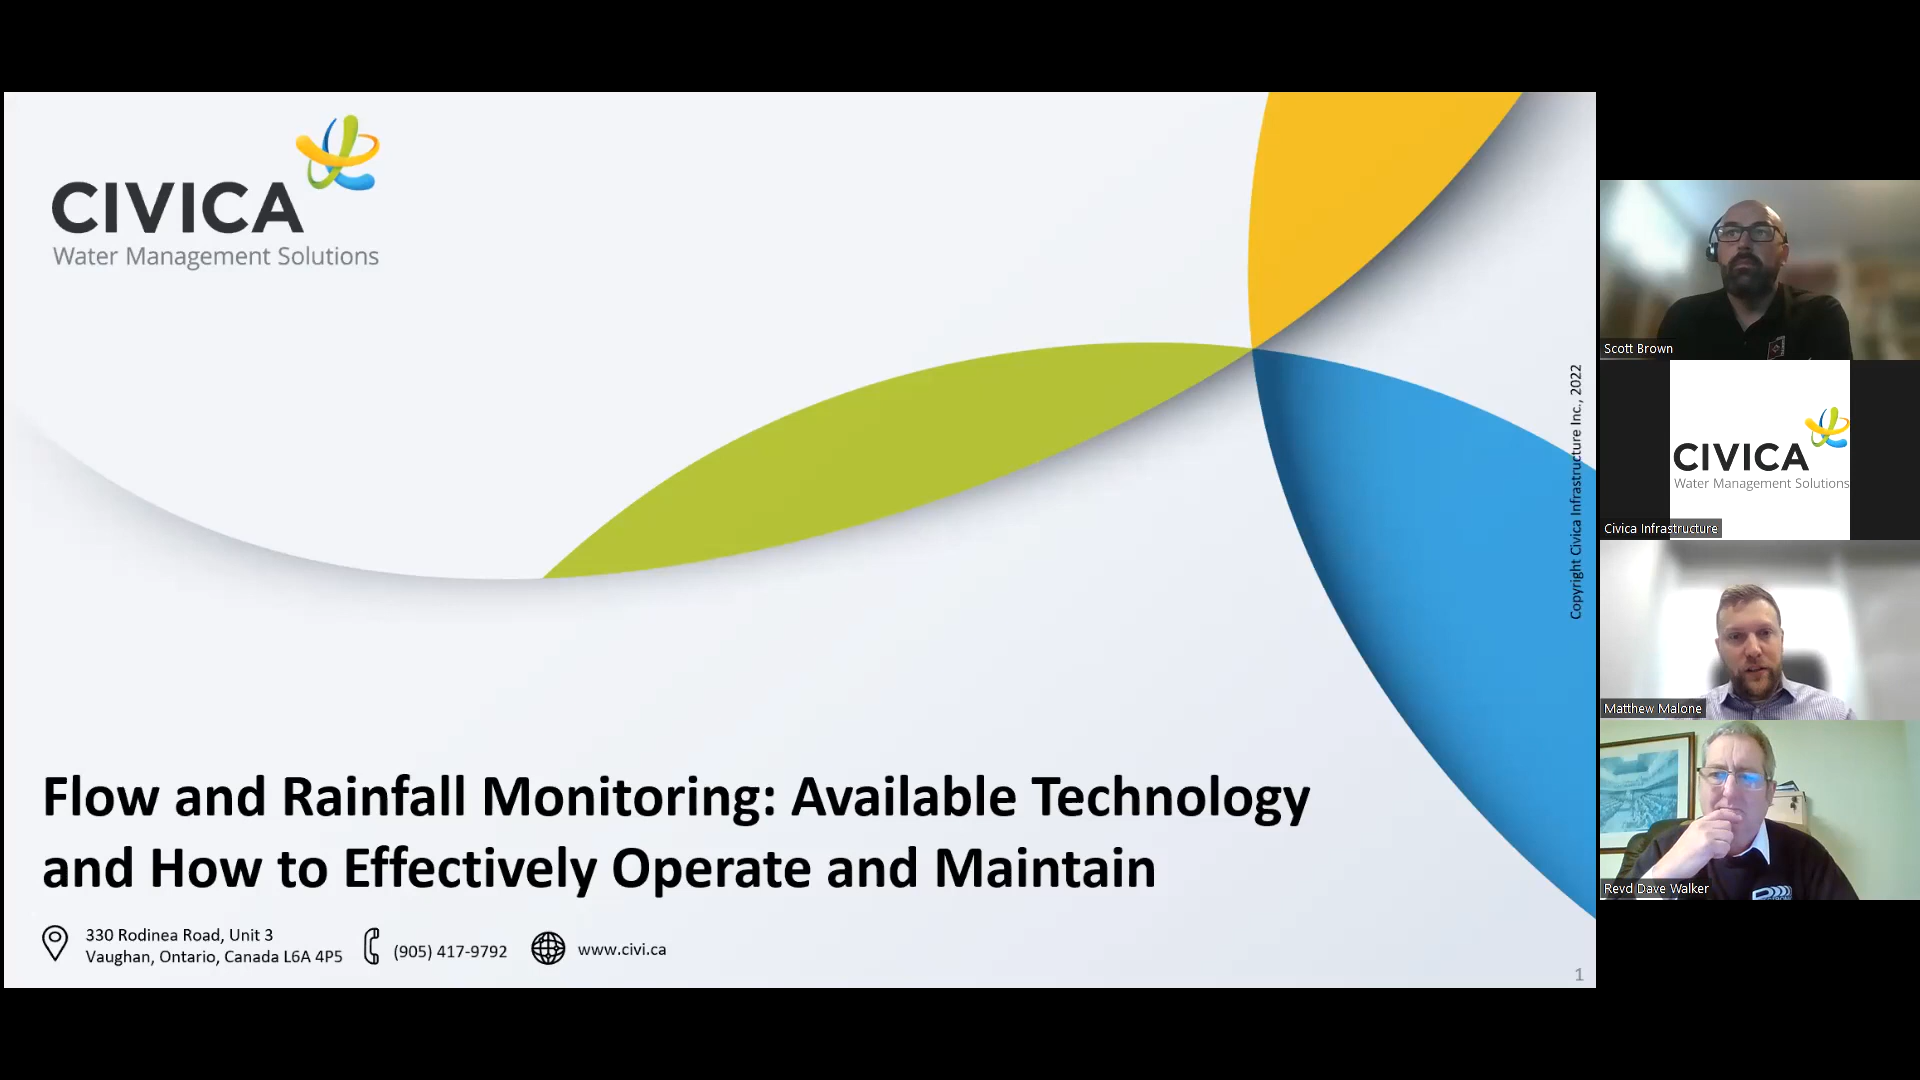 CIVICA
Water Management Solutions
Copyright Civica Infrastructure Inc., 2022
Flow and Rainfall Monitoring: Available Technology
and How to Effectively Operate and Maintain
330 Rodinea Road, Unit 3
Vaughan, Ontario, Canada L6A 4P5
(905) 417-9792
www.civi.ca
1
Scott Brown
CIVICA
Water Management Solutions
Civica Infrastructure
Matthew Malone
Revd Dave Walker